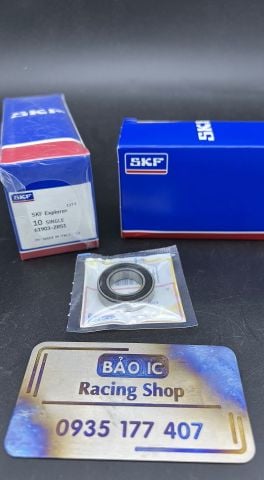 SKF
SKF
SKF Explorer
10 SINGLE
61903-2RS1
SKF
BẢO IC
Racing Shop
0935 177 407